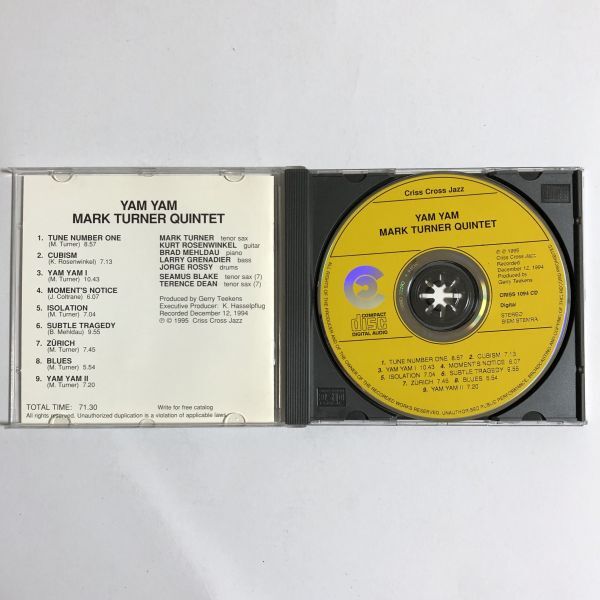 YAM YAM
MARK TURNER QUINTET
1. TUNE NUMBER ONE
(M. Turner) 8.57
2. CUBISM
(K. Rosenwinkel) 7.13
3. YAM YAM I
(M. Turner) 10.43
4. MOMENT'S NOTICE
(J. Coltrane) 6.07
5. ISOLATION
(M. Turner) 7.04
6. SUBTLE TRAGEDY
(B. Mehldau) 9.55
7. ZÜRICH
(M. Turner) 7.45
8. BLUES
(M. Turner) 5.54
9. YAM YAM II
(M. Turner) 7.20
MARK TURNER tenor sax
KURT ROSENWINKEL guitar
BRAD MEHLDAU piano
LARRY GRENADIER bass
JORGE ROSSY drums
SEAMUS BLAKE tenor sax (7)
TERENCE DEAN tenor sax (7)
Produced by Gerry Teekens
Executive Producer: K. Hasselpflug
Recorded December 12, 1994
℗ © 1995 Criss Cross Jazz
TOTAL TIME: 71.30 Write for free catalog
All rights reserved. Unauthorized duplication is a violation of applicable laws
Criss Cross Jazz
YAM YAM
MARK TURNER QUINTET
℗ © 1995
Criss Cross Jazz
Recorded
December 12, 1994
Produced by
Gerry Teekens
CRISS 1094 CD
Digital
STEREO
BIEM STEMRA
COMPACT
disc
DIGITAL AUDIO
1. TUNE NUMBER ONE 8.57 2. CUBISM 7.13
3. YAM YAM I 10.43 4. MOMENT'S NOTICE 6.07
5. ISOLATION 7.04 6. SUBTLE TRAGEDY 9.55
7. ZÜRICH 7.45 8. BLUES 5.54
9. YAM YAM II 7.20